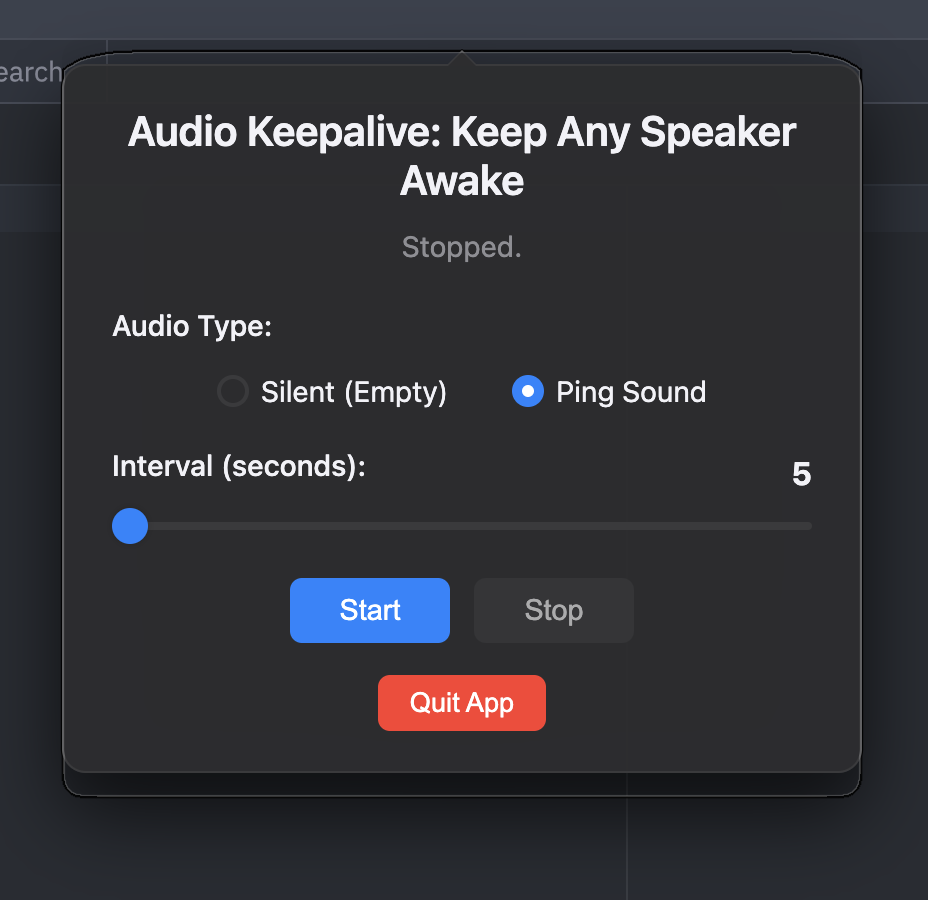 earch
Audio Keepalive: Keep Any Speaker
Awake
Stopped.
Audio Type:
Silent (Empty)
Ping Sound
Interval (seconds):
5
Start
Stop
Quit App